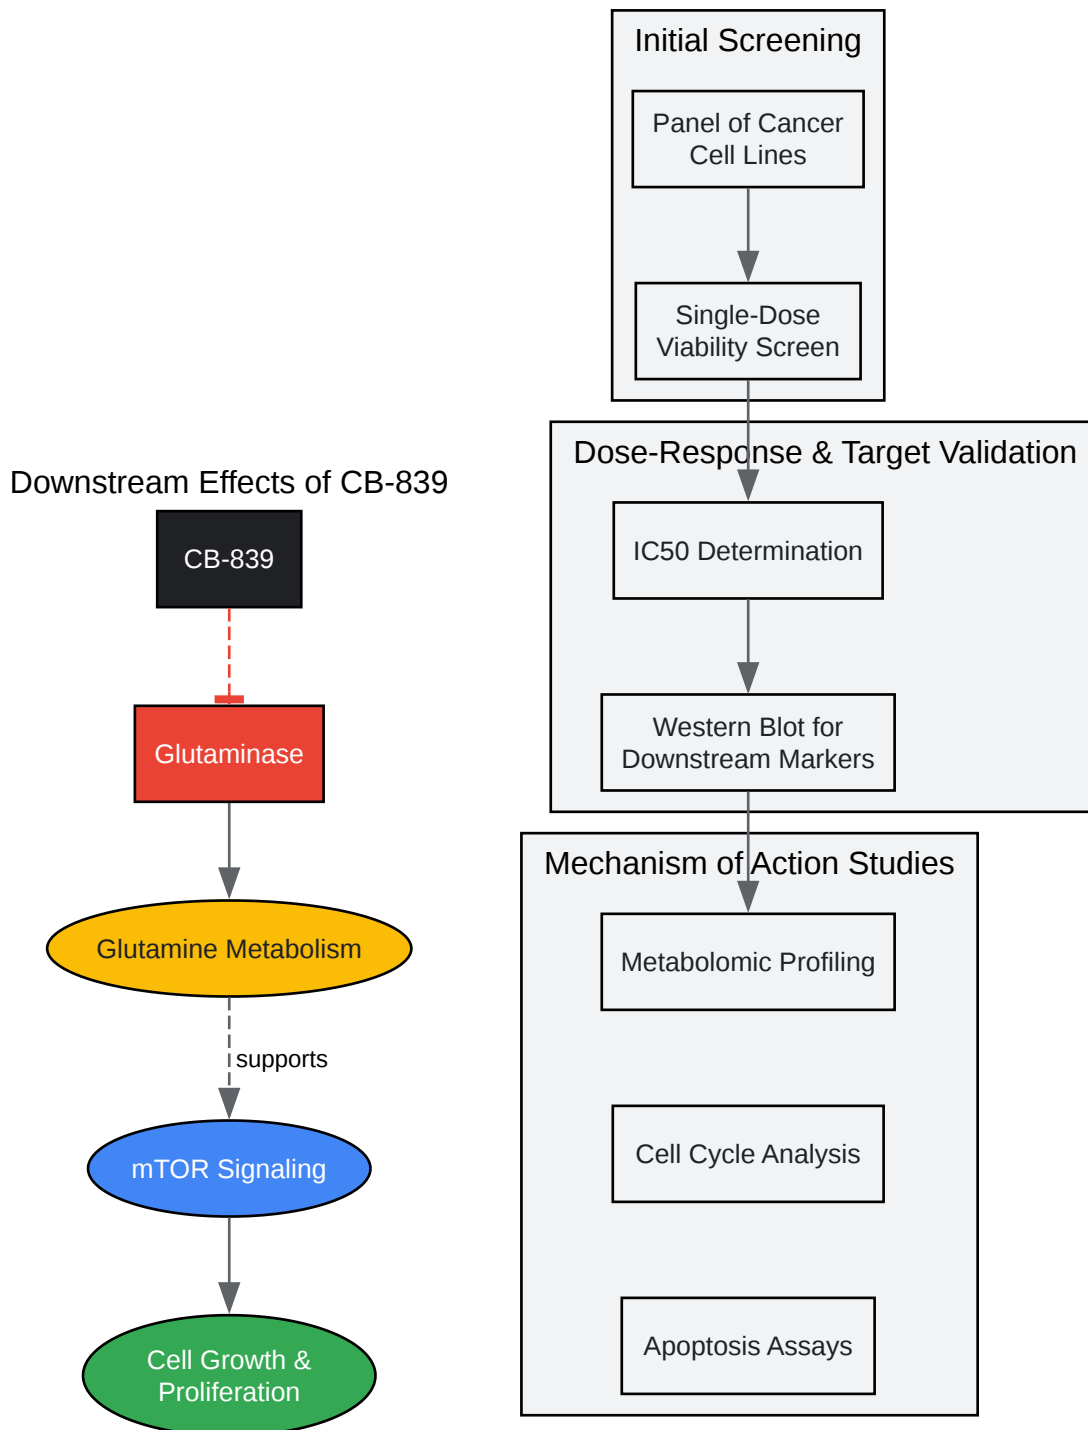 Downstream Effects of CB-839
CB-839
Glutaminase
Glutamine Metabolism
supports
mTOR Signaling
Cell Growth &
Proliferation
Initial Screening
Panel of Cancer
Cell Lines
Single-Dose
Viability Screen
Dose-Response & Target Validation
IC50 Determination
Western Blot for
Downstream Markers
Mechanism of Action Studies
Metabolomic Profiling
Cell Cycle Analysis
Apoptosis Assays